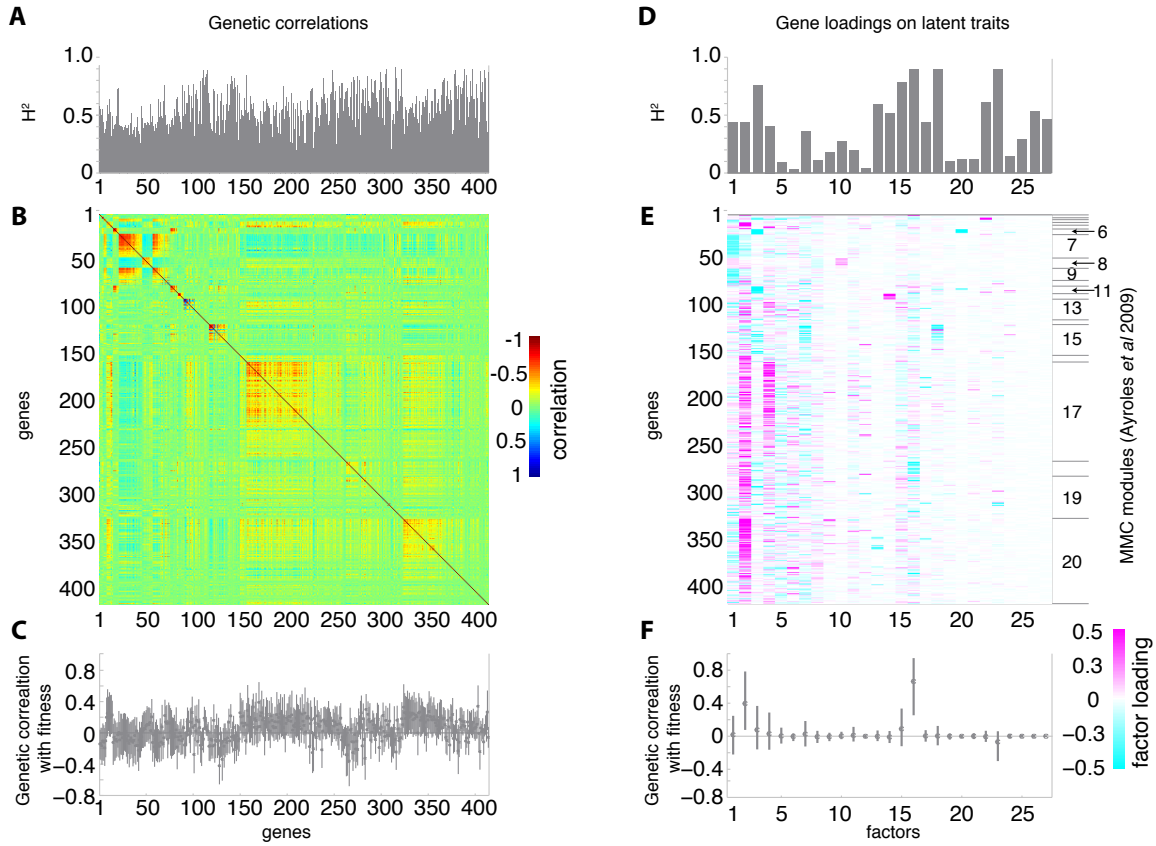 A
Genetic correlations
1.0
0.5
0
H²
1 50 100 150 200 250 300 350 400
B
1
50
100
150
200
250
300
350
400
genes
1 50 100 150 200 250 300 350 400
-1
-0.5
0
0.5
1
correlation
C
0.8
0.4
0
−0.4
−0.8
Genetic correaltion
with fitness
1 50 100 150 200 250 300 350 400
genes
D
Gene loadings on latent traits
1.0
0.5
0
H²
1 5 10 15 20 25
E
1
50
100
150
200
250
300
350
400
genes
1 5 10 15 20 25
6
7
8
9
11
13
15
17
19
20
MMC modules (Ayroles et al 2009)
F
0.8
0.4
0
−0.4
−0.8
Genetic correaltion
with fitness
1 5 10 15 20 25
factors
0.5
0.3
0
−0.3
−0.5
factor loading